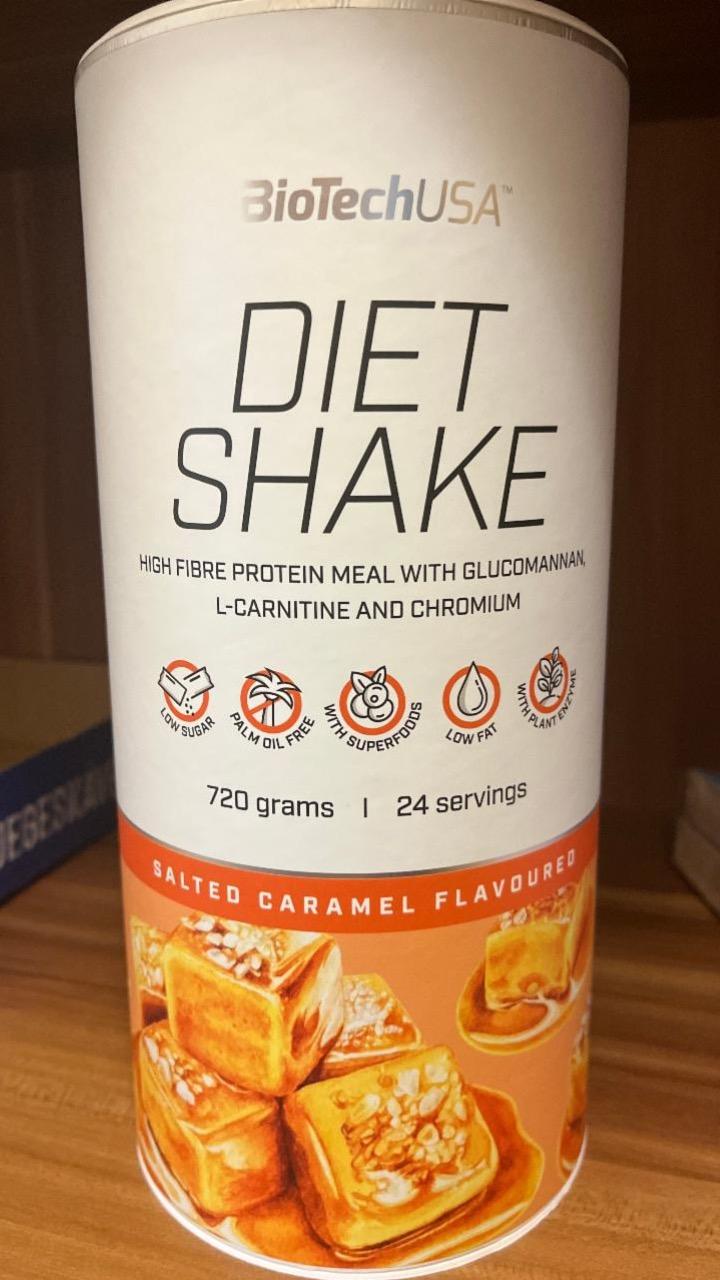 BioTechUSA™
DIET
SHAKE
HIGH FIBRE PROTEIN MEAL WITH GLUCOMANNAN,
L-CARNITINE AND CHROMIUM
LOW SUGAR
PALM OIL FREE
WITH SUPERFOODS
LOW FAT
WITH PLANT ENZYME
720 grams | 24 servings
SALTED CARAMEL FLAVOURED